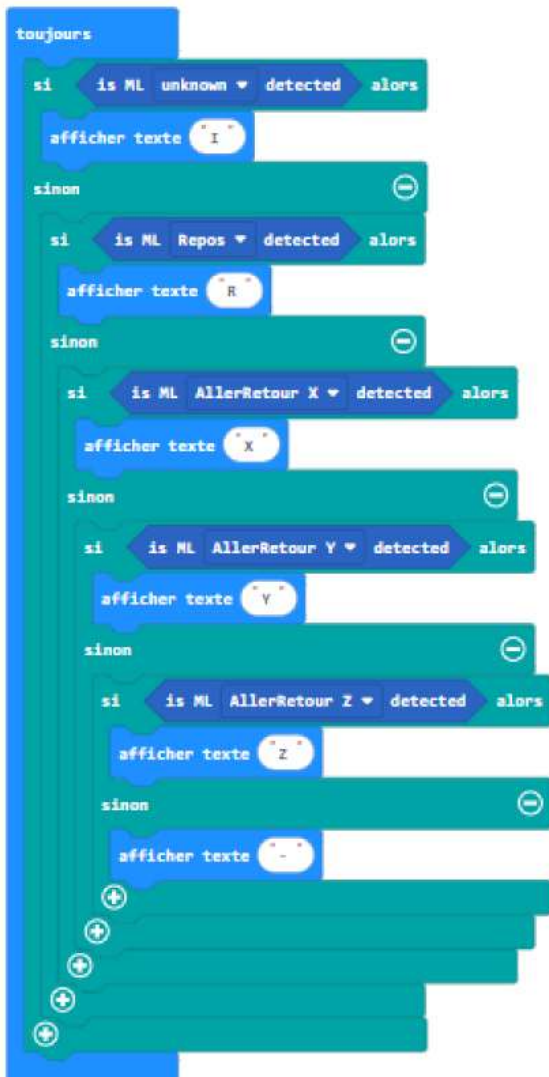 toujours
si is ML unknown detected alors
afficher texte "I"
sinon
si is ML Repos detected alors
afficher texte "R"
sinon
si is ML AllerRetour X detected alors
afficher texte "X"
sinon
si is ML AllerRetour Y detected alors
afficher texte "Y"
sinon
si is ML AllerRetour Z detected alors
afficher texte "Z"
sinon
afficher texte "-"